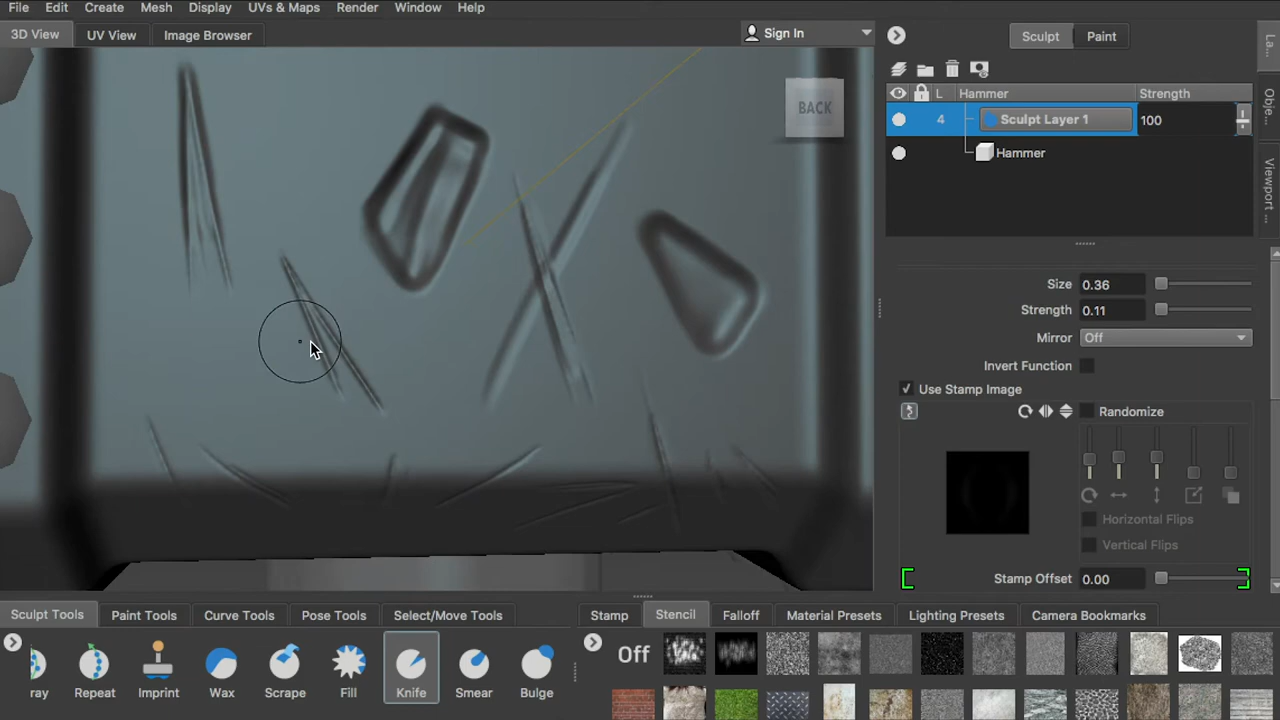 File Edit Create Mesh Display UVs & Maps Render Window Help
3D View UV View Image Browser Sign In
Sculpt Paint
La...
L Hammer Strength
4 Sculpt Layer 1 100
Hammer
Obje...
Viewport ...
BACK
Size 0.36
Strength 0.11
Mirror Off
Invert Function
Use Stamp Image
Randomize
Horizontal Flips
Vertical Flips
Stamp Offset 0.00
Sculpt Tools Paint Tools Curve Tools Pose Tools Select/Move Tools
Stamp Stencil Falloff Material Presets Lighting Presets Camera Bookmarks
Off
ray Repeat Imprint Wax Scrape Fill Knife Smear Bulge